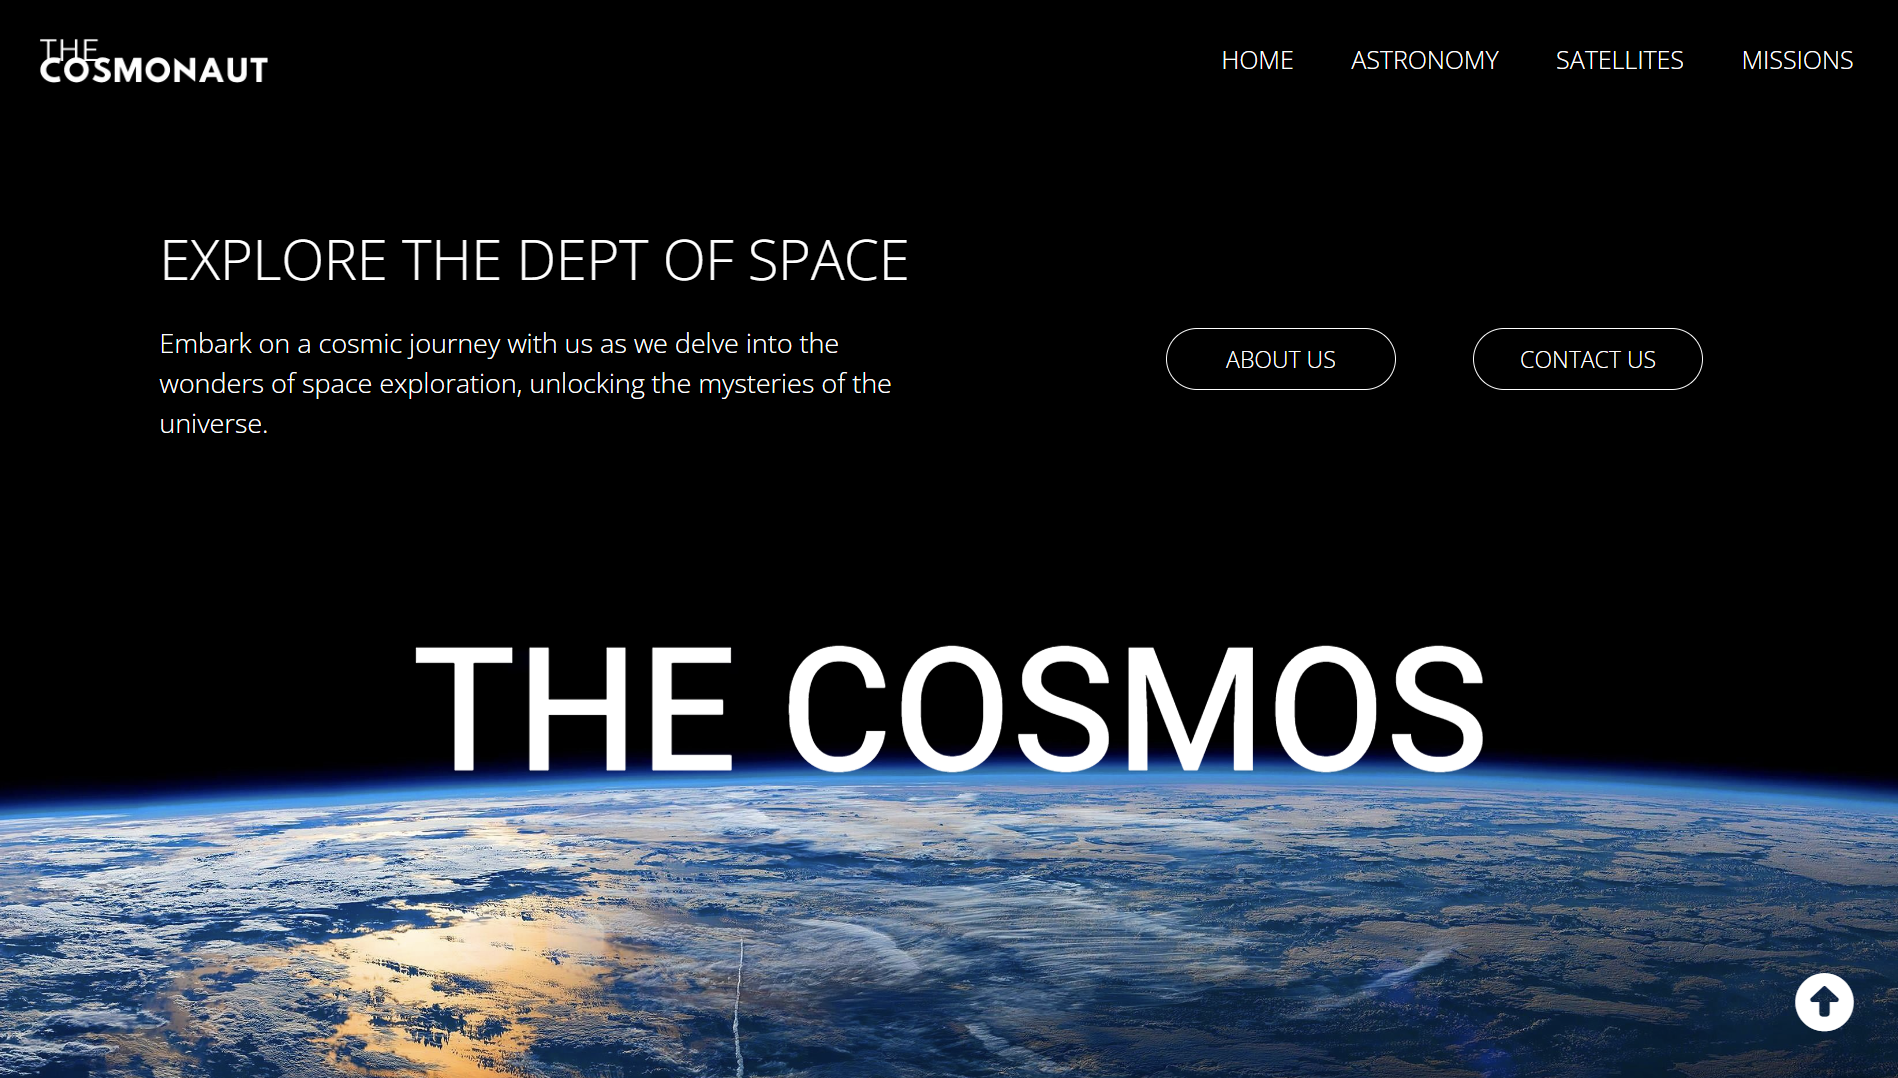 THE
COSMONAUT
HOME
ASTRONOMY
SATELLITES
MISSIONS
EXPLORE THE DEPT OF SPACE
Embark on a cosmic journey with us as we delve into the
wonders of space exploration, unlocking the mysteries of the
universe.
ABOUT US
CONTACT US
THE COSMOS